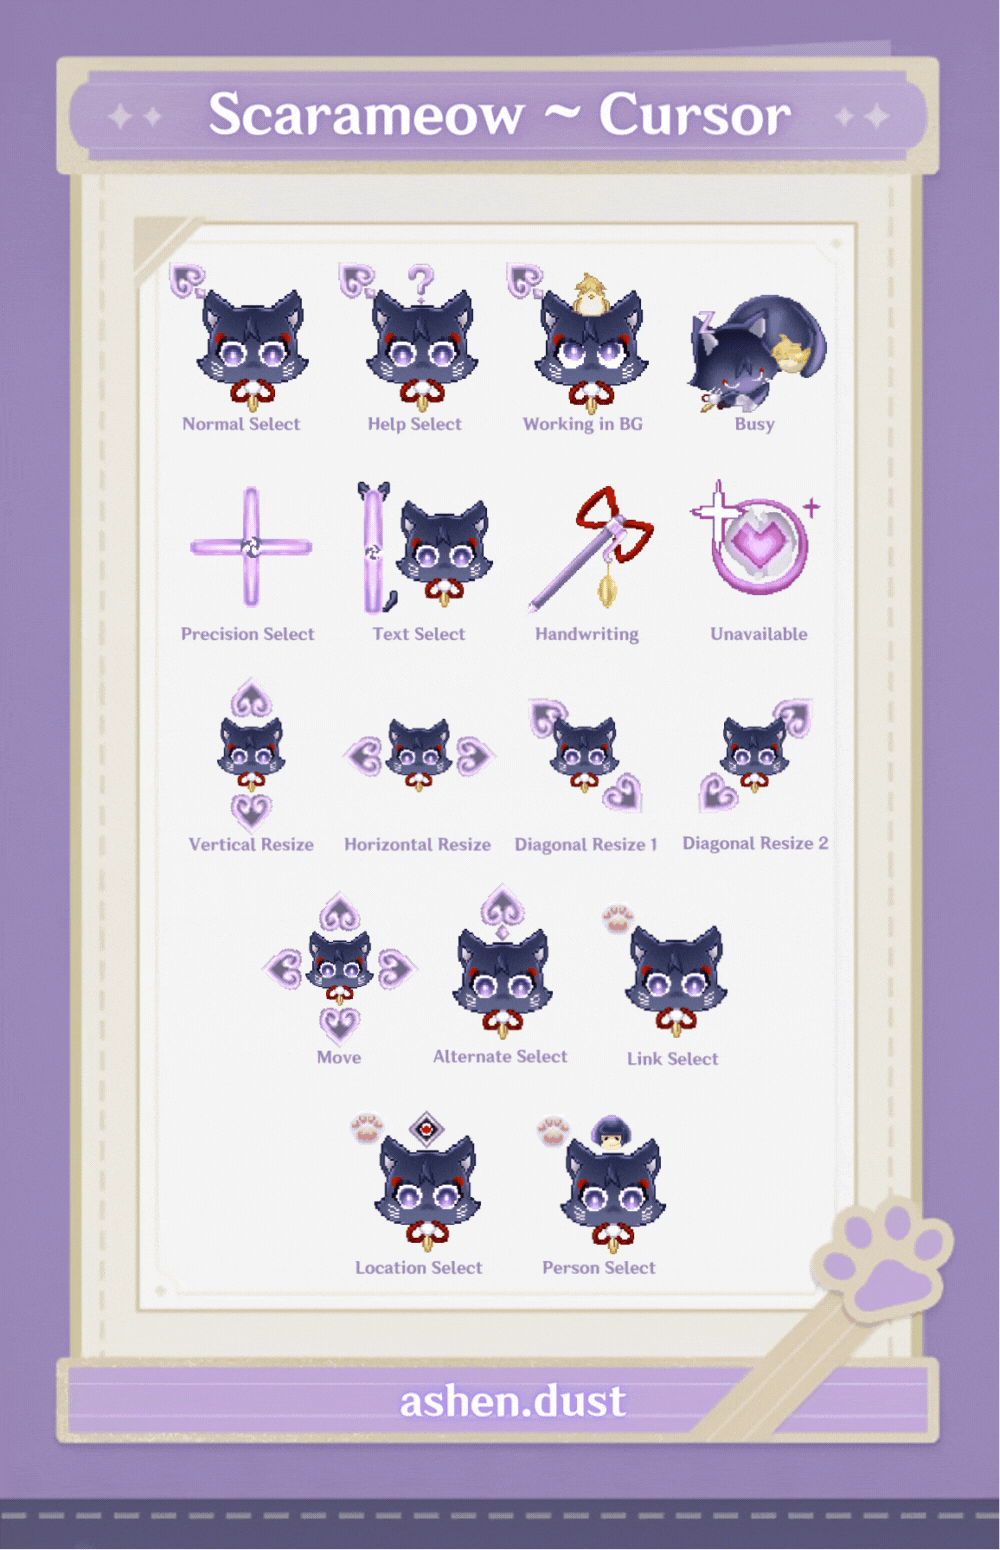 Scarameow ~ Cursor
Normal Select
Help Select
Working in BG
Busy
Precision Select
Text Select
Handwriting
Unavailable
Vertical Resize
Horizontal Resize
Diagonal Resize 1
Diagonal Resize 2
Move
Alternate Select
Link Select
Location Select
Person Select
ashen.dust